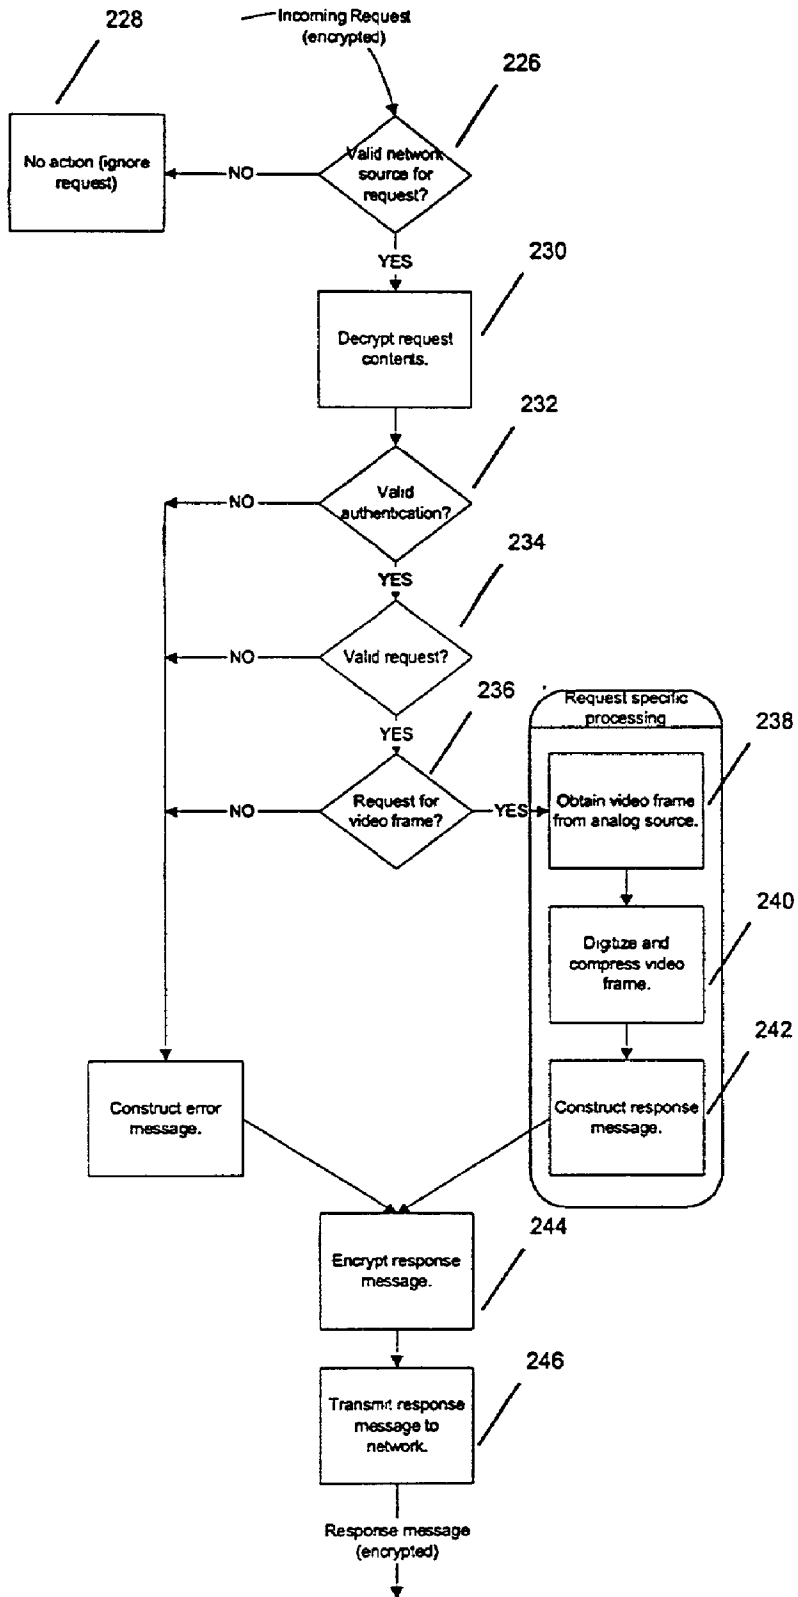 228
Incoming Request
(encrypted)
226
No action (ignore
request)
NO
Valid network
source for
request?
YES
230
Decrypt request
contents.
232
NO
Valid
authentication?
YES
234
NO
Valid request?
YES
236
Request specific
processing
238
NO
Request for
video frame?
YES
Obtain video frame
from analog source.
240
Digitize and
compress video
frame.
242
Construct error
message.
Construct response
message.
244
Encrypt response
message.
246
Transmit response
message to
network.
Response message
(encrypted)